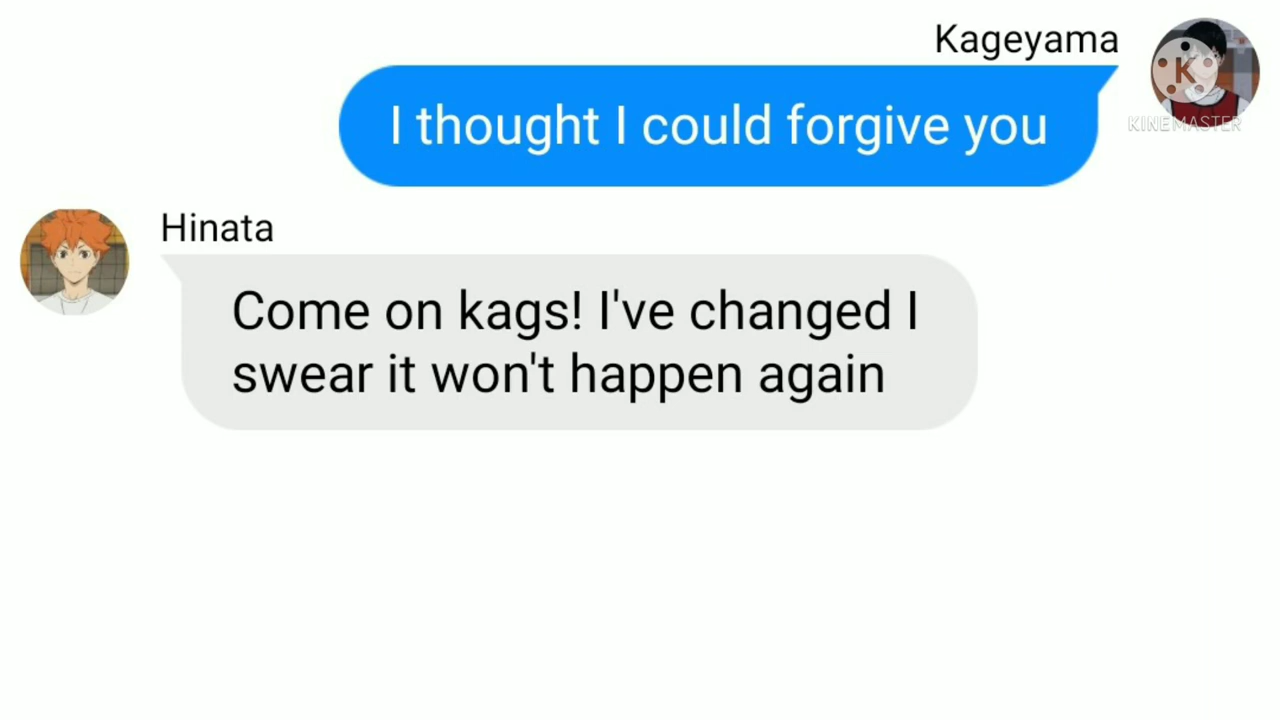 Kageyama
K
KINEMASTER
I thought I could forgive you
Hinata
Come on kags! I've changed I
swear it won't happen again